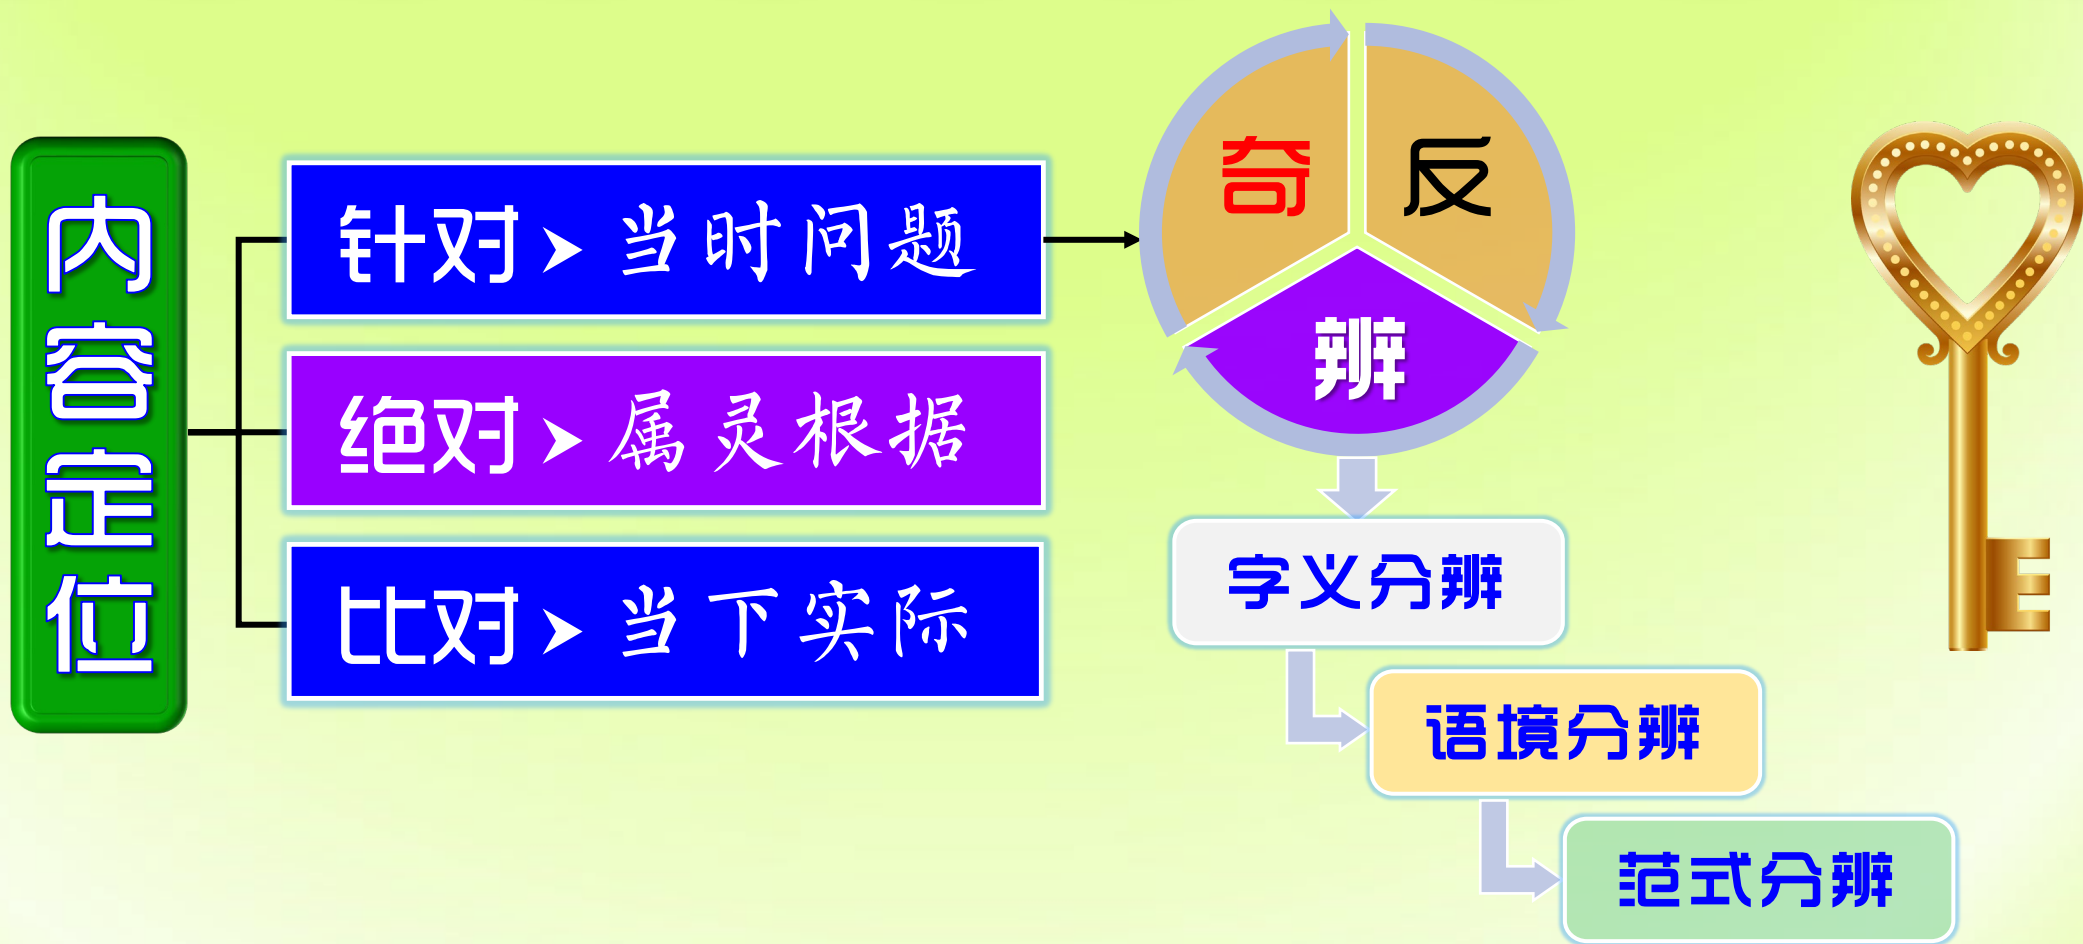 内容定位
针对➤当时问题
绝对➤属灵根据
比对➤当下实际
奇
反
辨
字义分辨
语境分辨
范式分辨